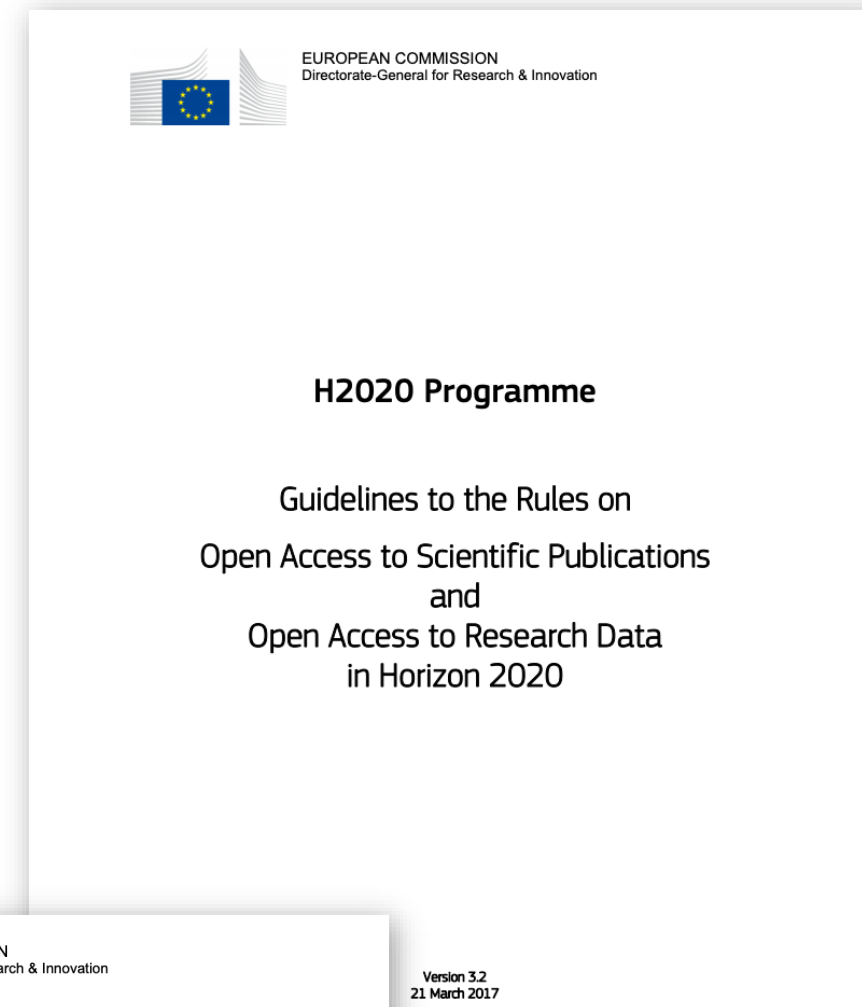 EUROPEAN COMMISSION
Directorate-General for Research & Innovation
H2020 Programme
Guidelines to the Rules on
Open Access to Scientific Publications
and
Open Access to Research Data
in Horizon 2020
Version 3.2
21 March 2017
N
arch & Innovation